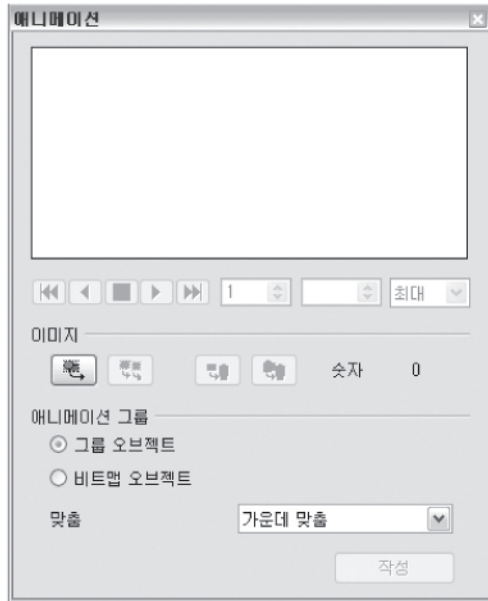 애니메이션
1 최대
이미지
숫자 0
애니메이션 그룹
그룹 오브젝트
비트맵 오브젝트
맞춤 가운데 맞춤
작성